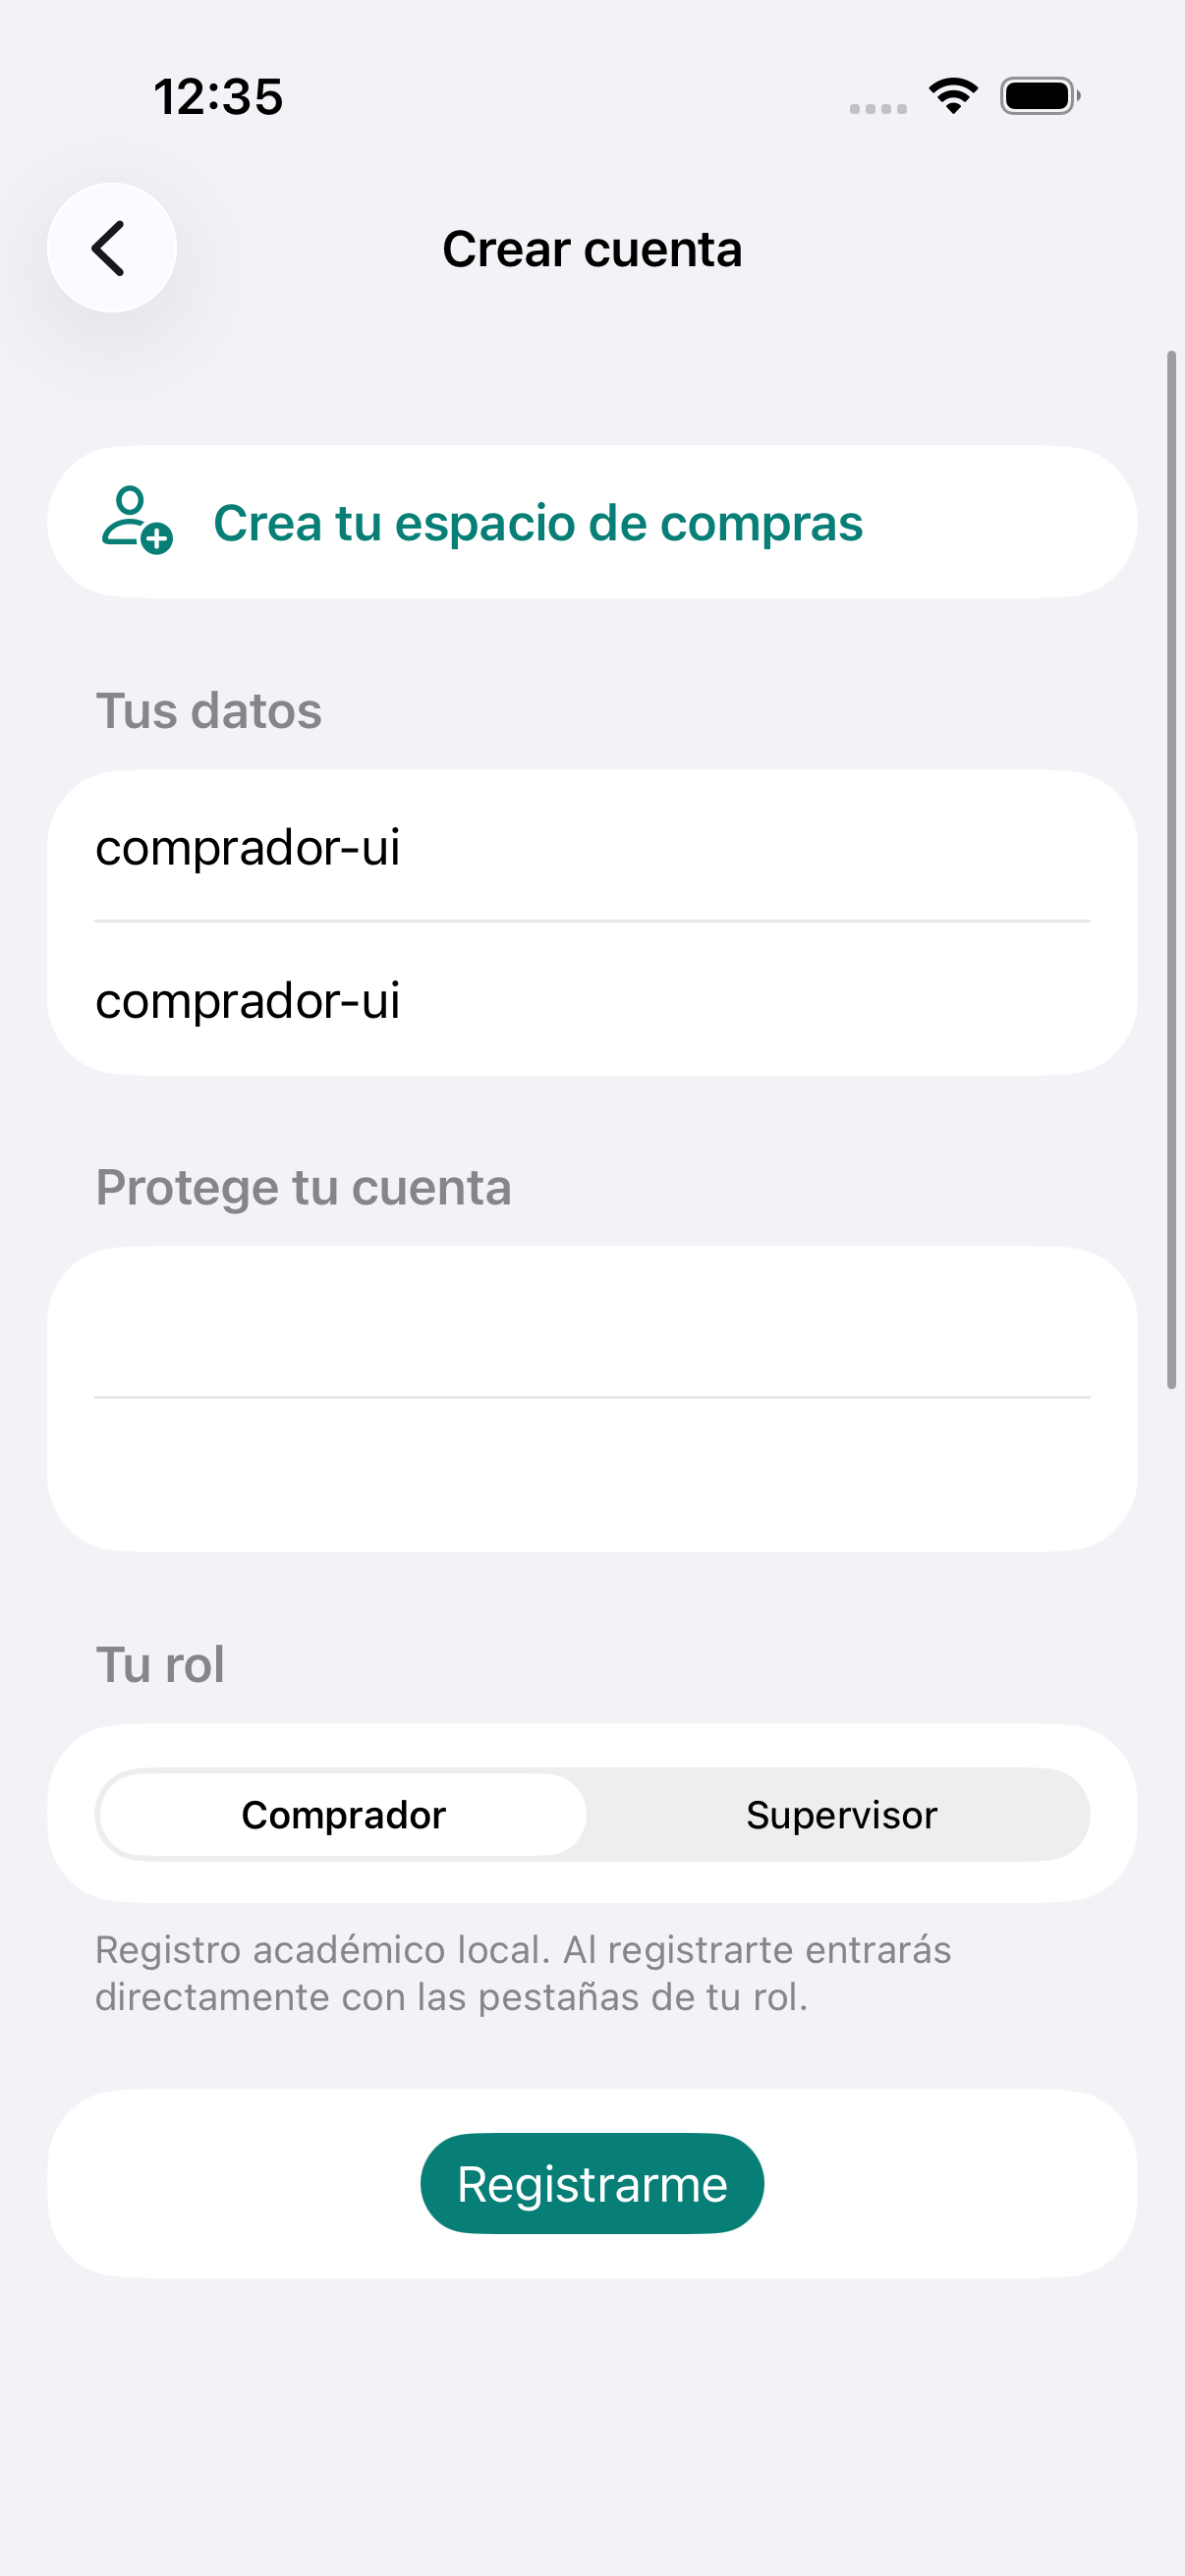 12:35
Crear cuenta
Crea tu espacio de compras
Tus datos
comprador-ui
comprador-ui
Protege tu cuenta
Tu rol
Comprador
Supervisor
Registro académico local. Al registrarte entrarás
directamente con las pestañas de tu rol.
Registrarme